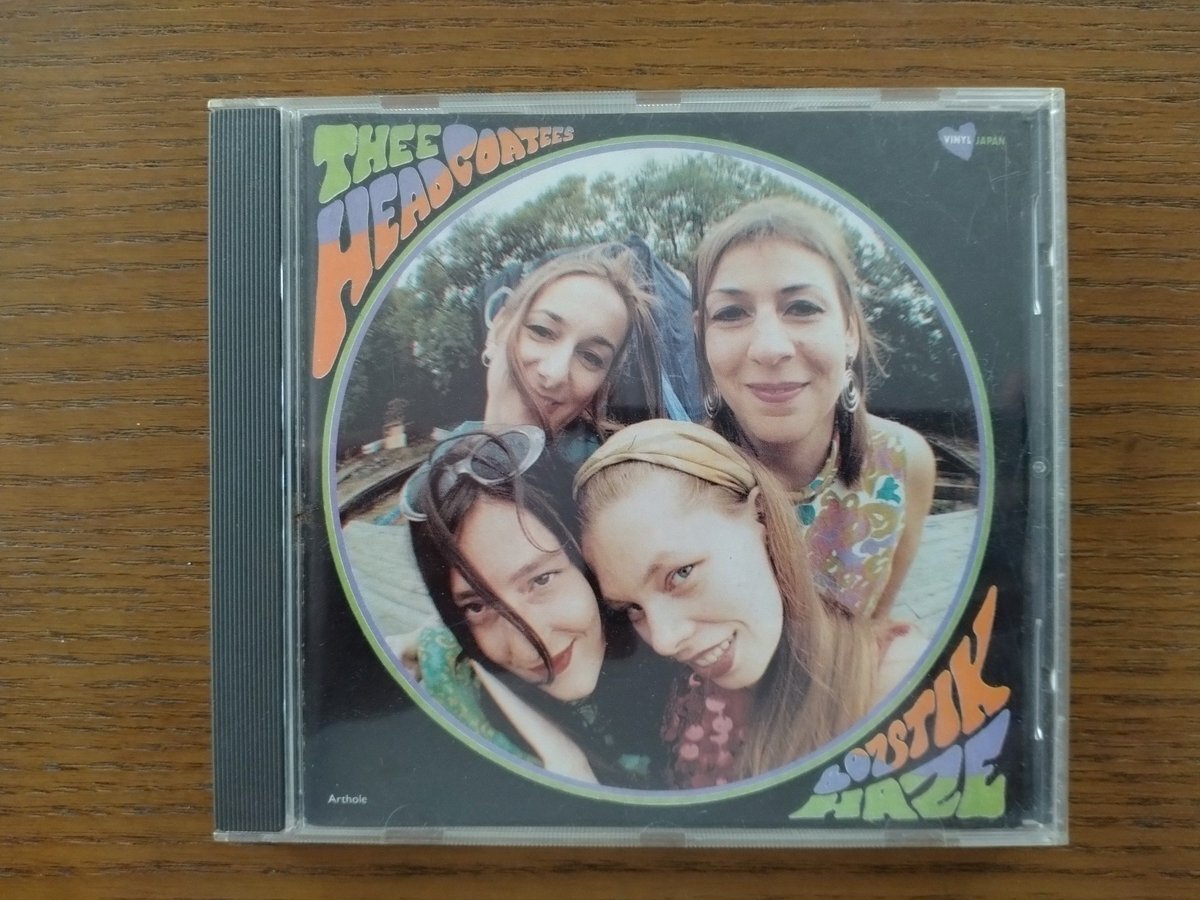 THEE
HEADCOATEES
VINYL JAPAN
BOZSTIK
HAZE
Arthole